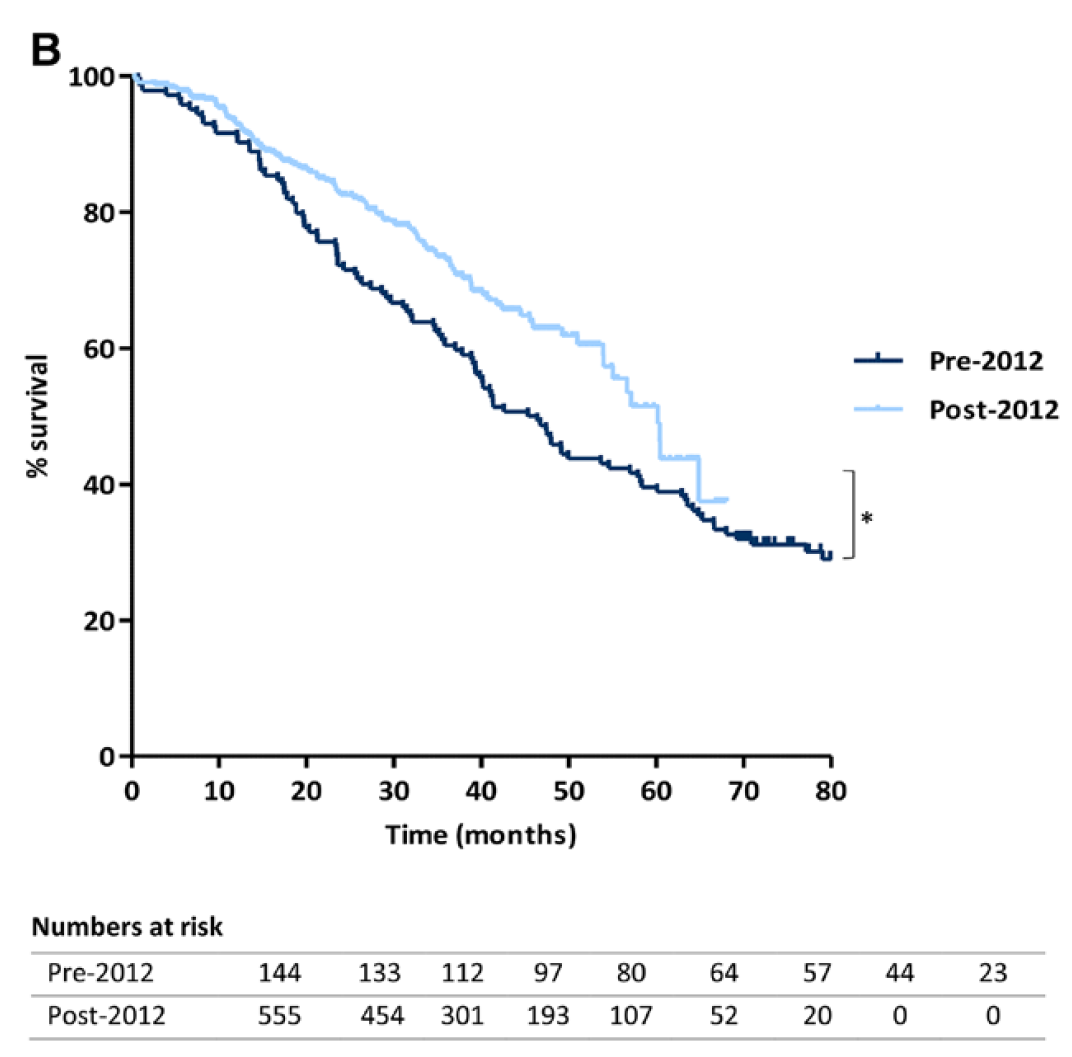 B
100
80
60
40
20
0
% survival
0 10 20 30 40 50 60 70 80
Time (months)
Pre-2012
Post-2012
*
Numbers at risk
Pre-2012 144 133 112 97 80 64 57 44 23
Post-2012 555 454 301 193 107 52 20 0 0